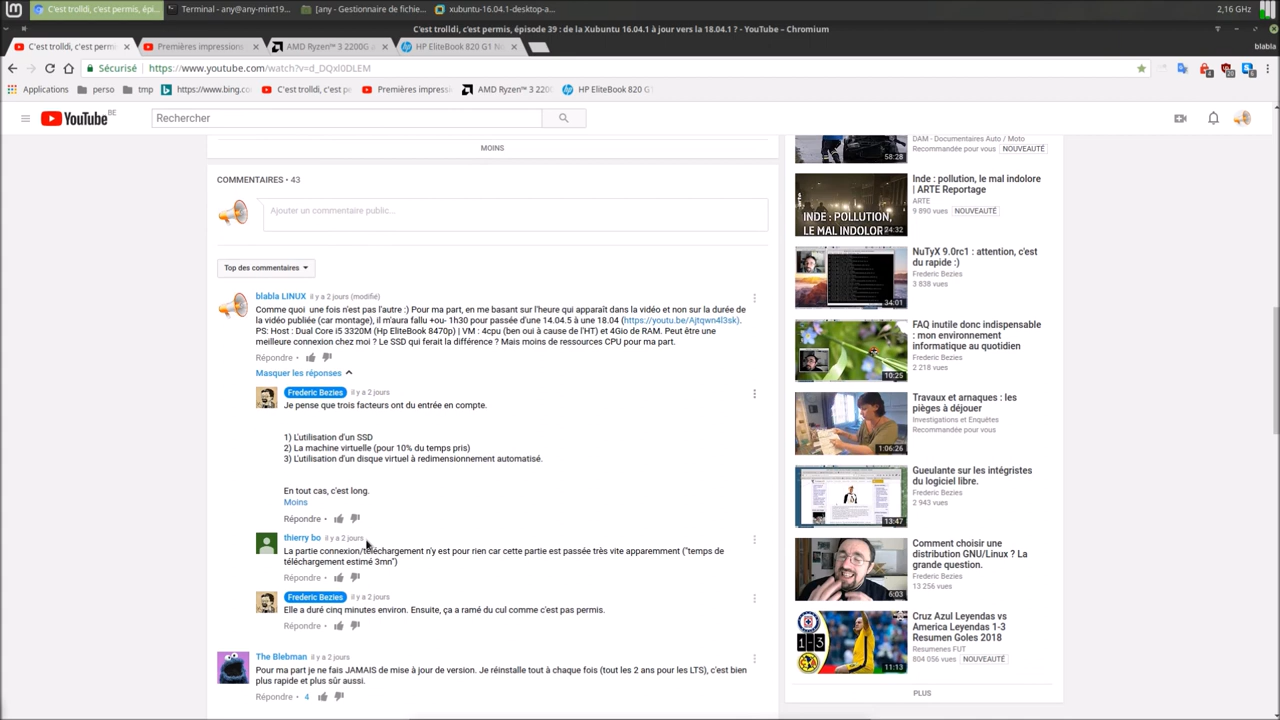 C'est trolldi, c'est permis, épi...
Terminal - any@any-mint19...
[any - Gestionnaire de fichie...
xubuntu-16.04.1-desktop-a...
2,16 GHz
C'est trolldi, c'est permis, épisode 39 : de la Xubuntu 16.04.1 à jour vers la 18.04.1 ? - YouTube – Chromium
C'est trolldi, c'est perm
Premières impressions
AMD Ryzen™ 3 2200G a
HP EliteBook 820 G1 No
blabla
Sécurisé
https://www.youtube.com/watch?v=d_DQxl0DLEM
Applications
perso
tmp
https://www.bing.co
C'est trolldi, c'est pe
Premières impress
AMD Ryzen™ 3 220
HP EliteBook 820 G
YouTube BE
Rechercher
MOINS
COMMENTAIRES • 43
Ajouter un commentaire public...
Top des commentaires
blabla LINUX il y a 2 jours (modifié)
Comme quoi une fois n'est pas l'autre :) Pour ma part, en me basant sur l'heure qui apparaît dans la vidéo et non sur la durée de
la vidéo publiée (car montage), il m'aura fallu +ou- 1h30 pour passée d'une 14.04.5 à une 18.04 (https://youtu.be/Ajtqwn4l3sk).
PS: Host : Dual Core i5 3320M (Hp EliteBook 8470p) | VM : 4cpu (ben oui à cause de l'HT) et 4Gio de RAM. Peut être une
meilleure connexion chez moi ? Le SSD qui ferait la différence ? Mais moins de ressources CPU pour ma part.
Répondre •
Masquer les réponses
Frederic Bezies il y a 2 jours
Je pense que trois facteurs ont du entrée en compte.
1) L'utilisation d'un SSD
2) La machine virtuelle (pour 10% du temps pris)
3) L'utilisation d'un disque virtuel à redimensionnement automatisé.
En tout cas, c'est long.
Moins
Répondre •
thierry bo il y a 2 jours
La partie connexion/téléchargement n'y est pour rien car cette partie est passée très vite apparemment ("temps de
téléchargement estimé 3mn")
Répondre •
Frederic Bezies il y a 2 jours
Elle a duré cinq minutes environ. Ensuite, ça a ramé du cul comme c'est pas permis.
Répondre •
The Blebman il y a 2 jours
Pour ma part je ne fais JAMAIS de mise à jour de version. Je réinstalle tout à chaque fois (tout les 2 ans pour les LTS), c'est bien
plus rapide et plus sûr aussi.
Répondre • 4
DAM - Documentaires Auto / Moto
Recommandée pour vous NOUVEAUTÉ
58:28
Inde : pollution, le mal indolore
| ARTE Reportage
ARTE
9 890 vues NOUVEAUTÉ
INDE : POLLUTION,
LE MAL INDOLOR
24:32
NuTyX 9.0rc1 : attention, c'est
du rapide :)
Frederic Bezies
3 838 vues
34:01
FAQ inutile donc indispensable
: mon environnement
informatique au quotidien
Frederic Bezies
2 218 vues
10:25
Travaux et arnaques : les
pièges à déjouer
Investigations et Enquêtes
Recommandée pour vous
1:06:26
Gueulante sur les intégristes
du logiciel libre.
Frederic Bezies
2 943 vues
13:47
Comment choisir une
distribution GNU/Linux ? La
grande question.
Frederic Bezies
13 256 vues
6:03
Cruz Azul Leyendas vs
America Leyendas 1-3
Resumen Goles 2018
Resumenes FUT
804 056 vues NOUVEAUTÉ
1-3
11:13
PLUS